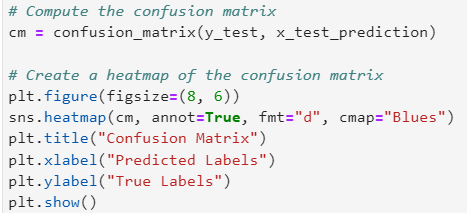 # Compute the confusion matrix
cm = confusion_matrix(y_test, x_test_prediction)
# Create a heatmap of the confusion matrix
plt.figure(figsize=(8, 6))
sns.heatmap(cm, annot=True, fmt="d", cmap="Blues")
plt.title("Confusion Matrix")
plt.xlabel("Predicted Labels")
plt.ylabel("True Labels")
plt.show()